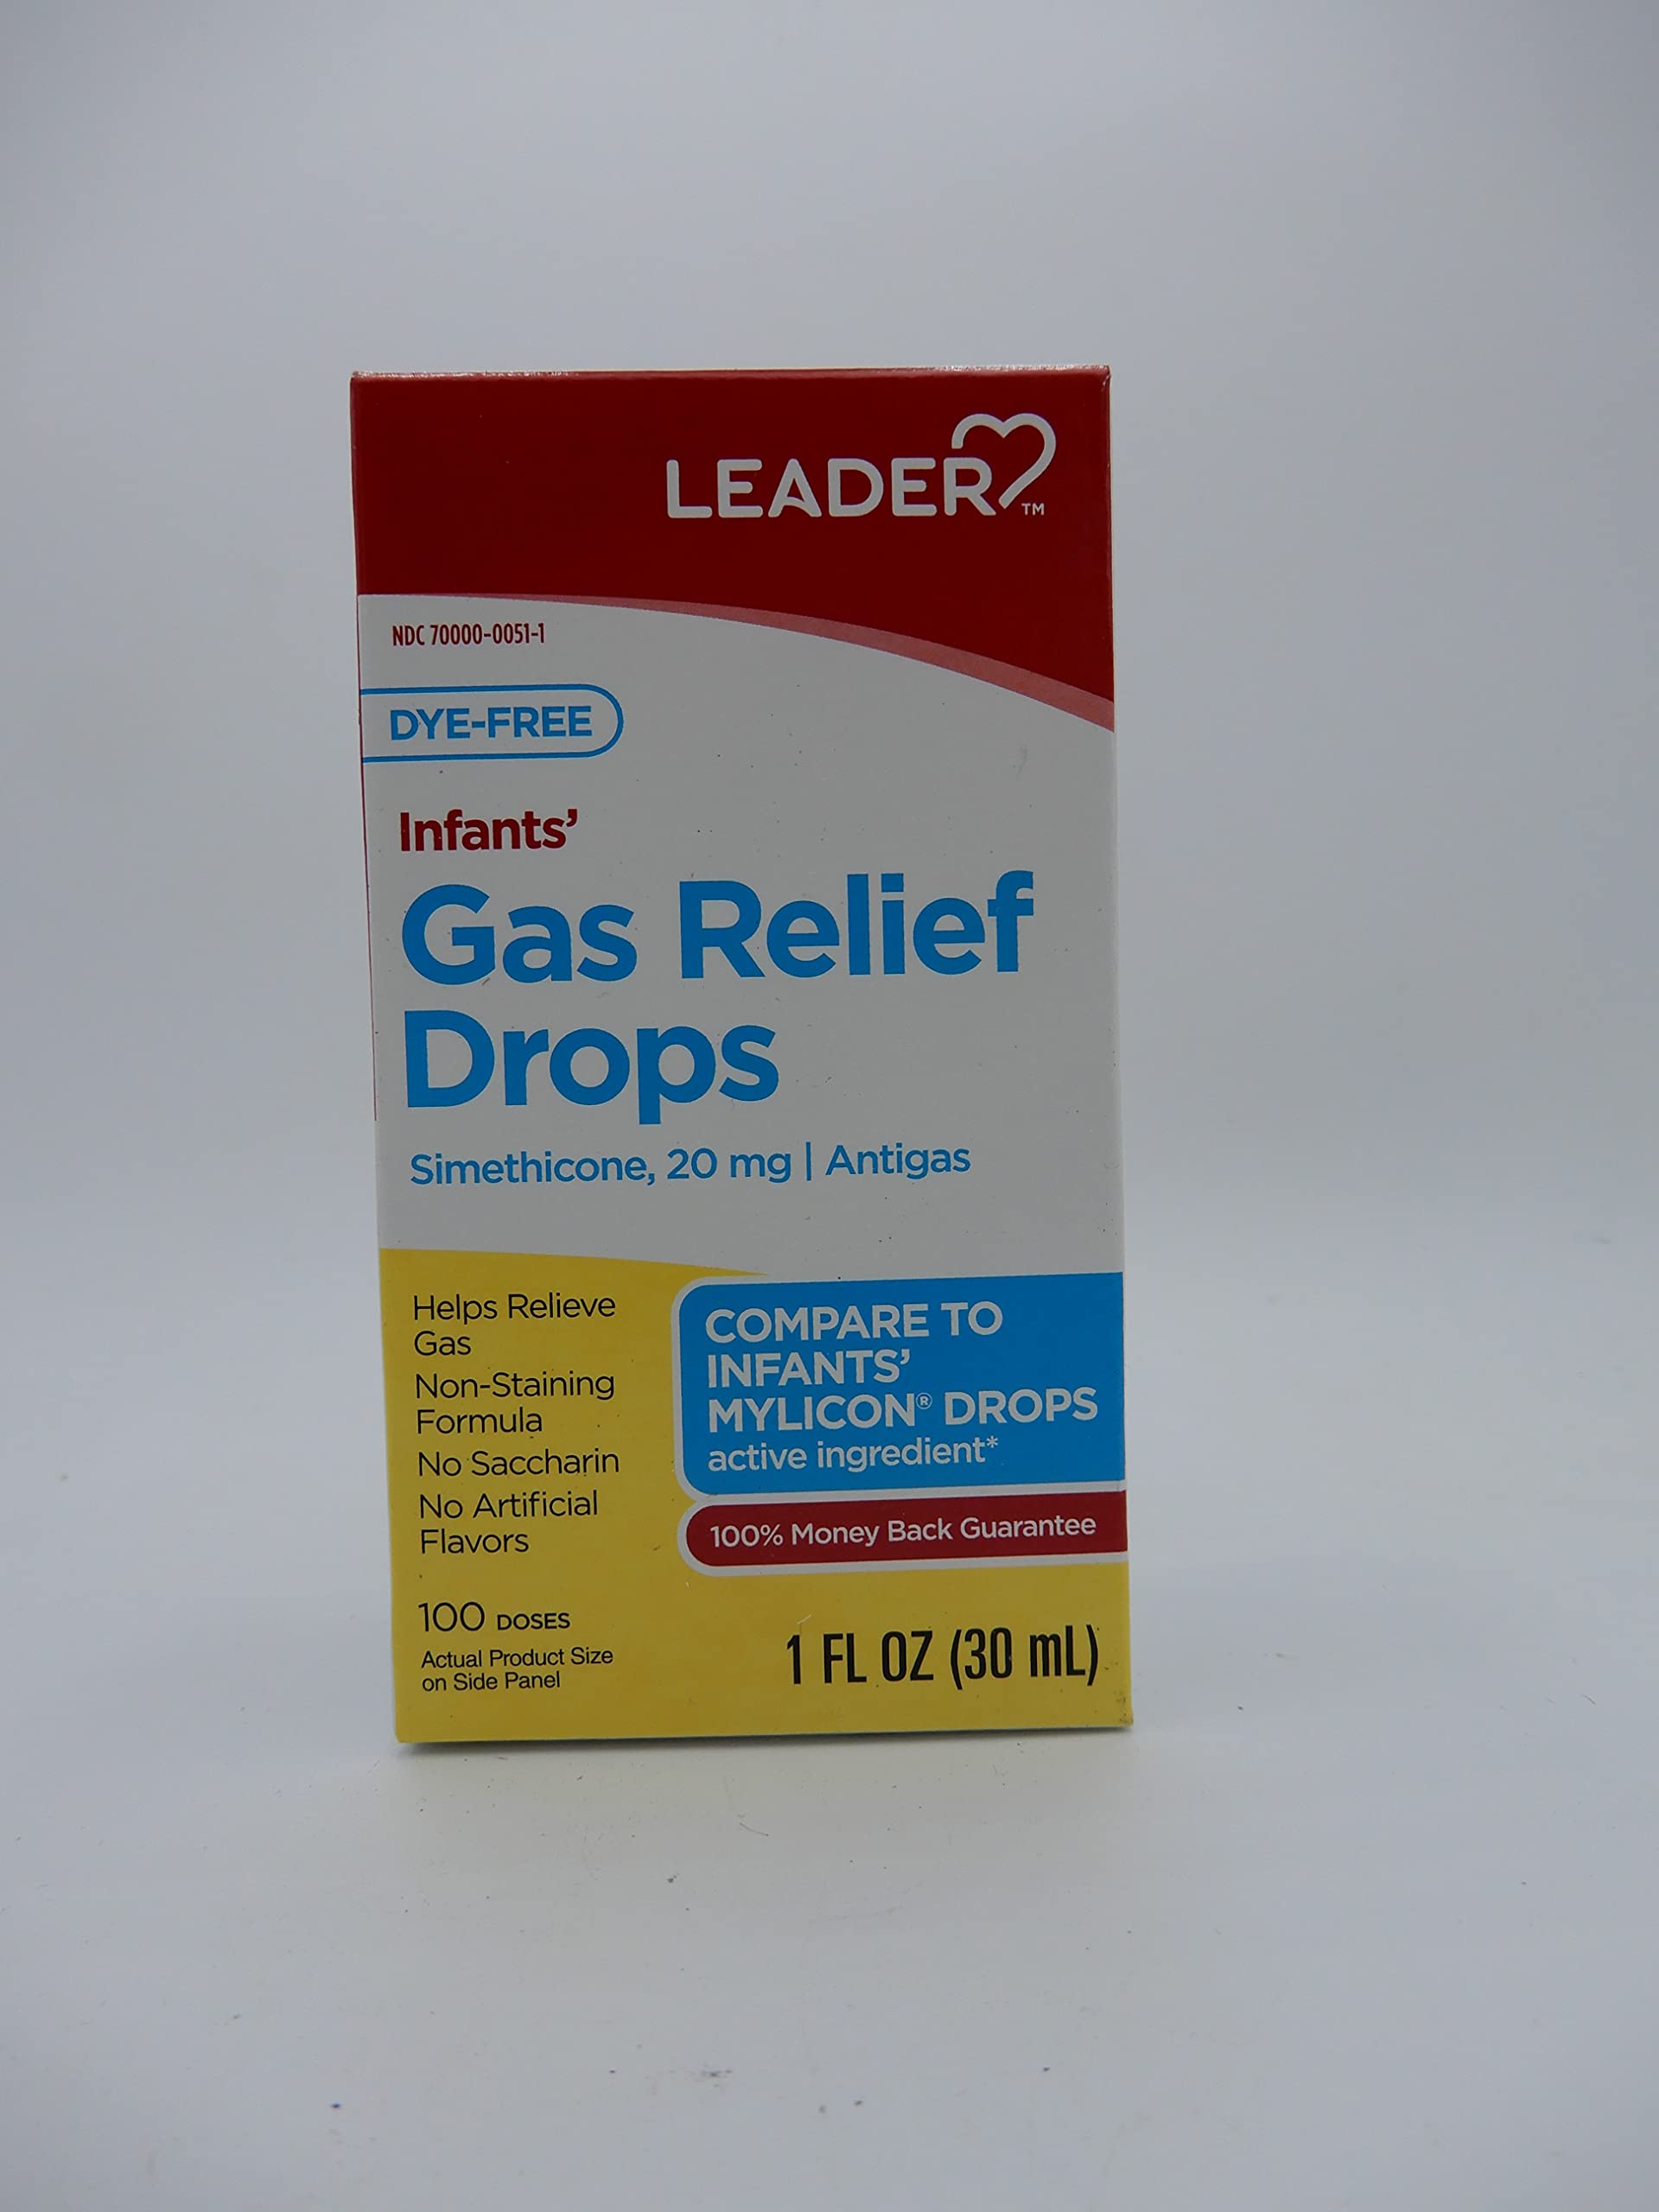 LEADER™
NDC 70000-0051-1
DYE-FREE
Infants'
Gas Relief
Drops
Simethicone, 20 mg | Antigas
Helps Relieve
Gas
Non-Staining
Formula
No Saccharin
No Artificial
Flavors
COMPARE TO
INFANTS'
MYLICON® DROPS
active ingredient*
100% Money Back Guarantee
100 DOSES
Actual Product Size
on Side Panel
1 FL OZ (30 mL)